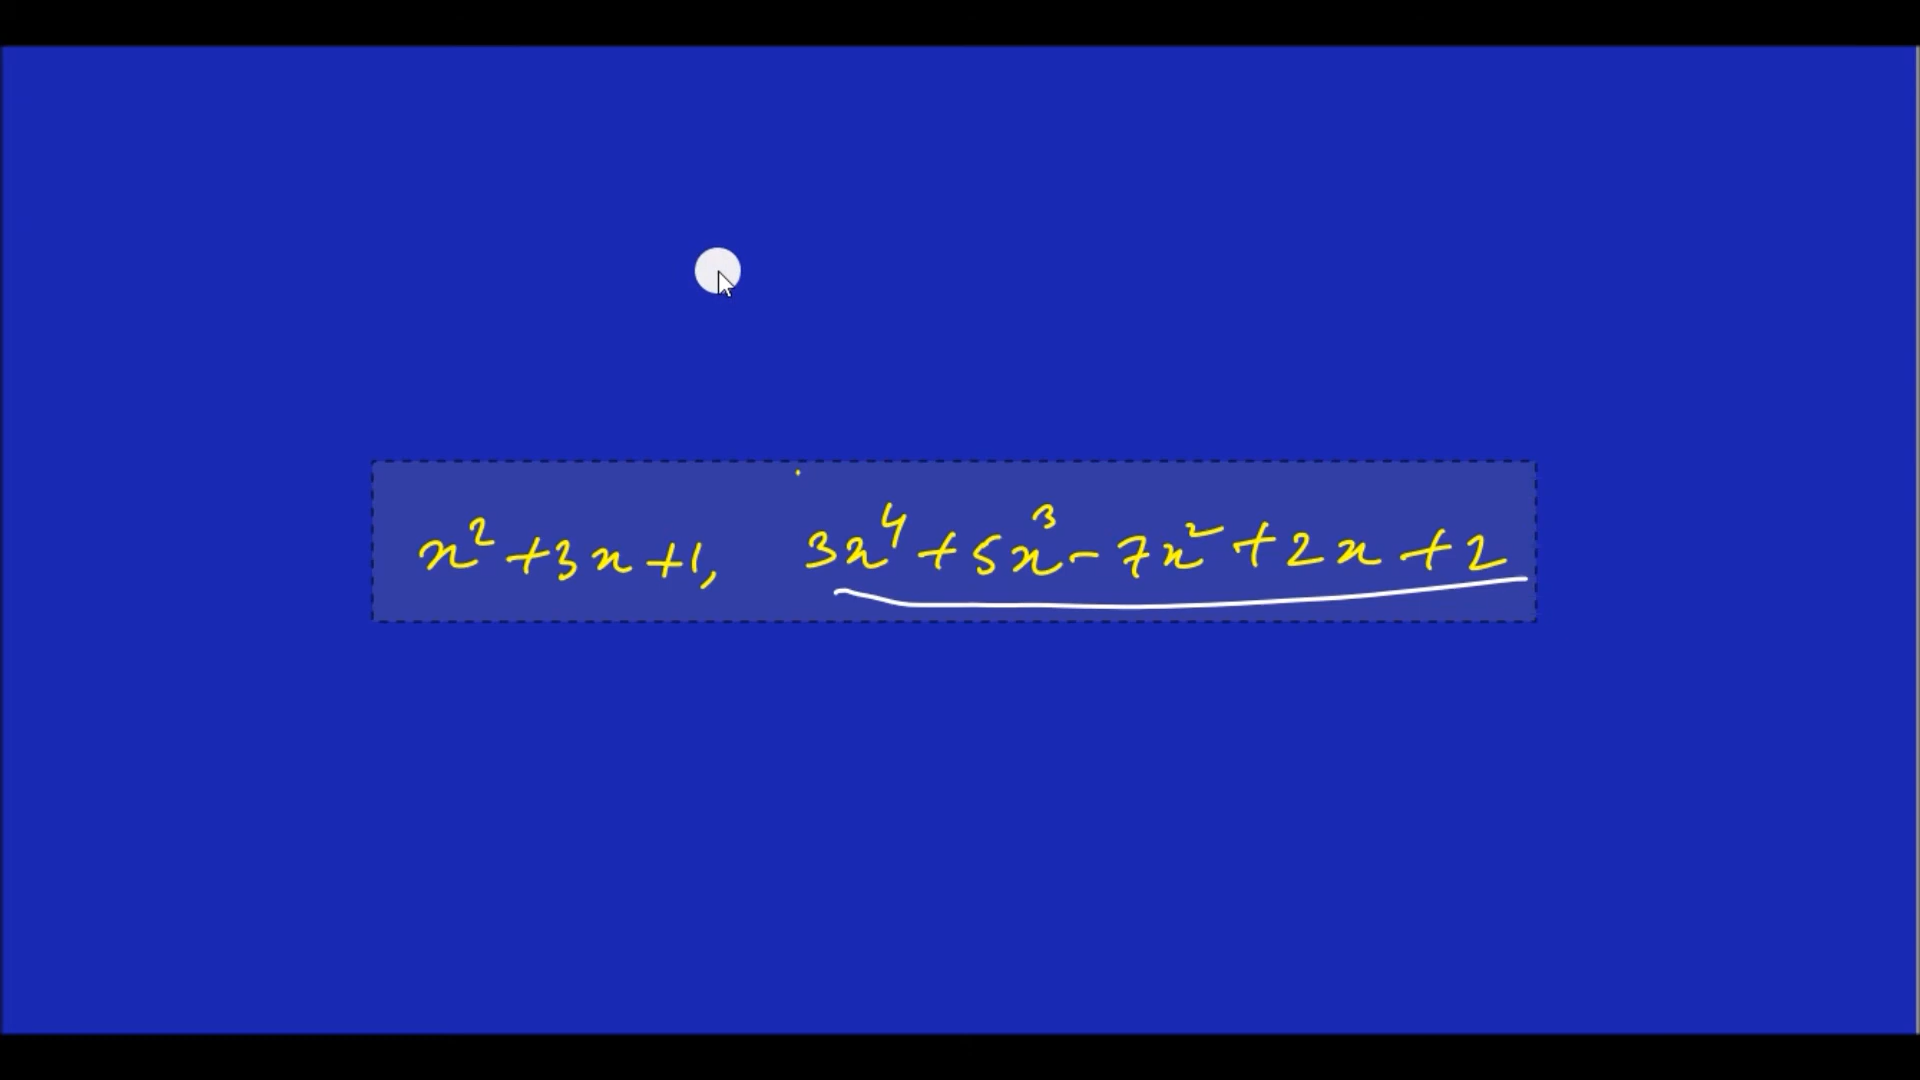 x² + 3x + 1, 3x⁴ + 5x³ - 7x² + 2x + 2